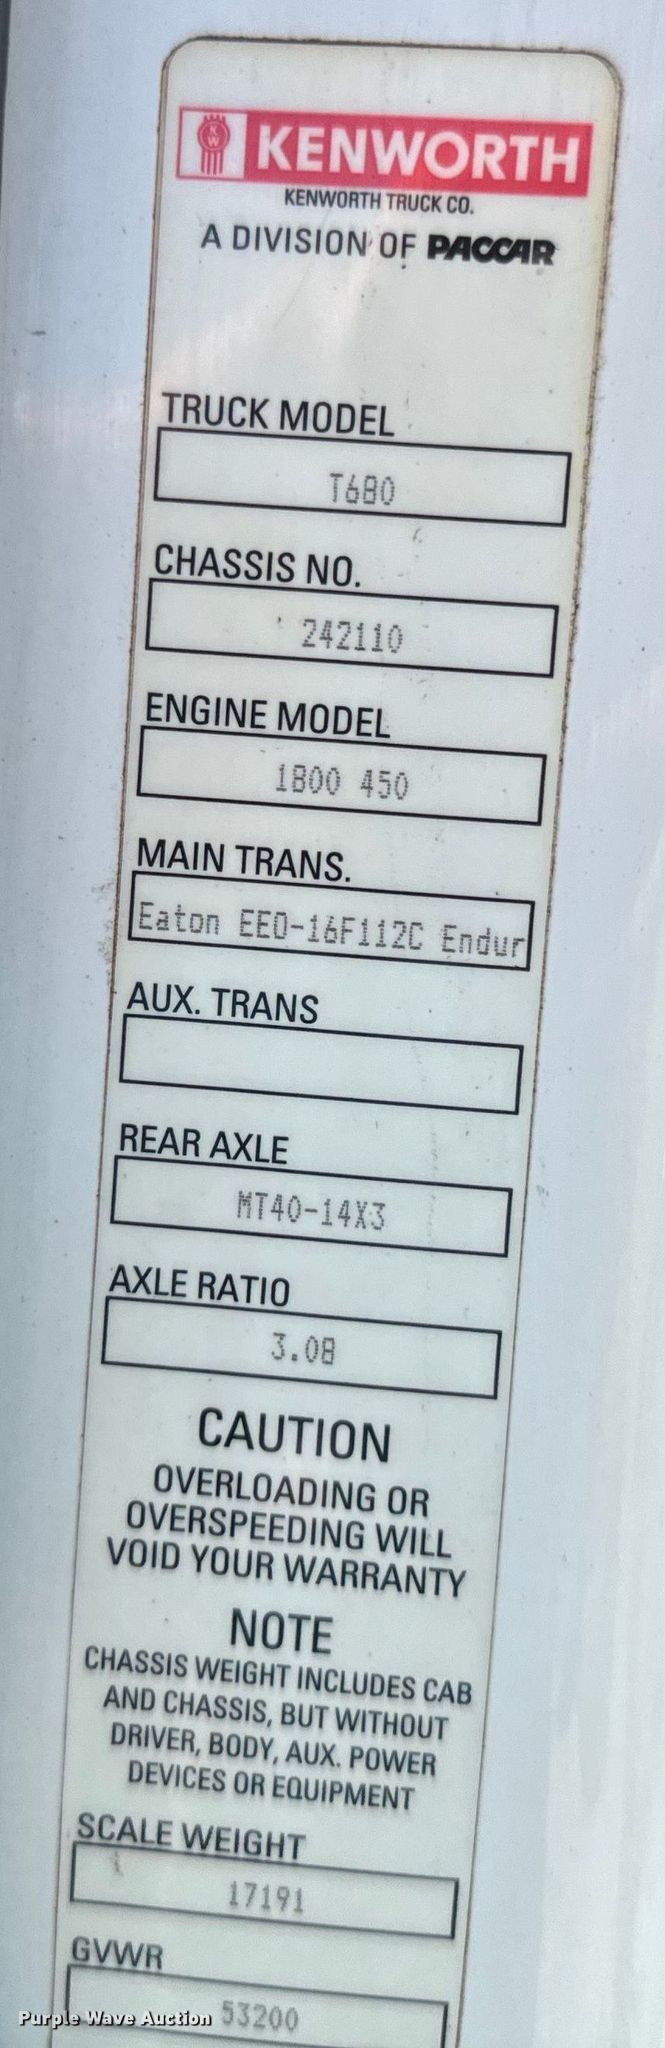 KW
KENWORTH
KENWORTH TRUCK CO.
A DIVISION OF PACCAR
TRUCK MODEL
T680
CHASSIS NO.
242110
ENGINE MODEL
1800 450
MAIN TRANS.
Eaton EEO-16F112C Endur
AUX. TRANS
REAR AXLE
MT40-14X3
AXLE RATIO
3.08
CAUTION
OVERLOADING OR
OVERSPEEDING WILL
VOID YOUR WARRANTY
NOTE
CHASSIS WEIGHT INCLUDES CAB
AND CHASSIS, BUT WITHOUT
DRIVER, BODY, AUX. POWER
DEVICES OR EQUIPMENT
SCALE WEIGHT
17191
GVWR
53200
Purple Wave Auction